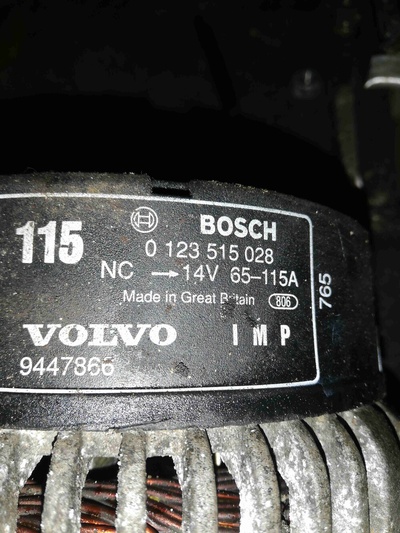 115 BOSCH
0 123 515 028
NC → 14V 65-115A
Made in Great Britain 806
765
VOLVO IMP
9447866